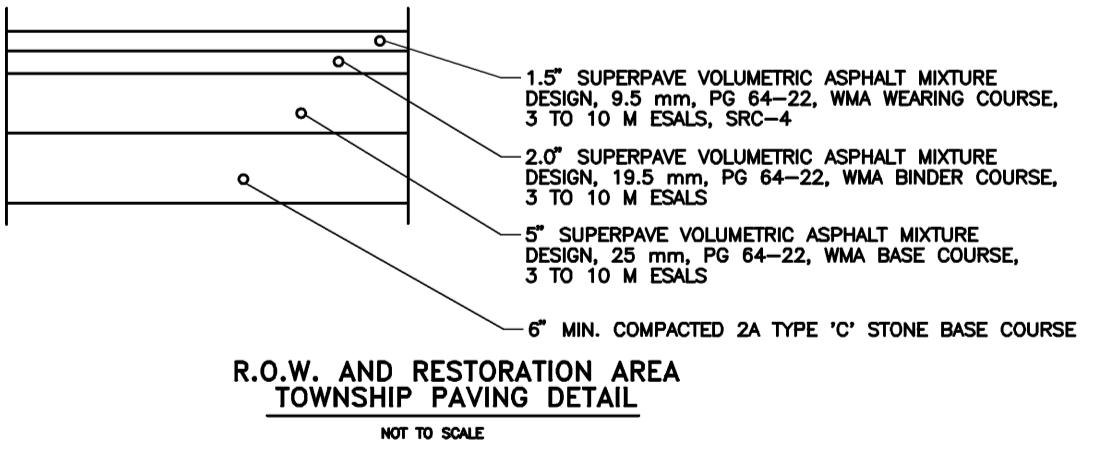 1.5" SUPERPAVE VOLUMETRIC ASPHALT MIXTURE
DESIGN, 9.5 mm, PG 64-22, WMA WEARING COURSE,
3 TO 10 M ESALS, SRC-4
2.0" SUPERPAVE VOLUMETRIC ASPHALT MIXTURE
DESIGN, 19.5 mm, PG 64-22, WMA BINDER COURSE,
3 TO 10 M ESALS
5" SUPERPAVE VOLUMETRIC ASPHALT MIXTURE
DESIGN, 25 mm, PG 64-22, WMA BASE COURSE,
3 TO 10 M ESALS
6" MIN. COMPACTED 2A TYPE 'C' STONE BASE COURSE
R.O.W. AND RESTORATION AREA
TOWNSHIP PAVING DETAIL
NOT TO SCALE